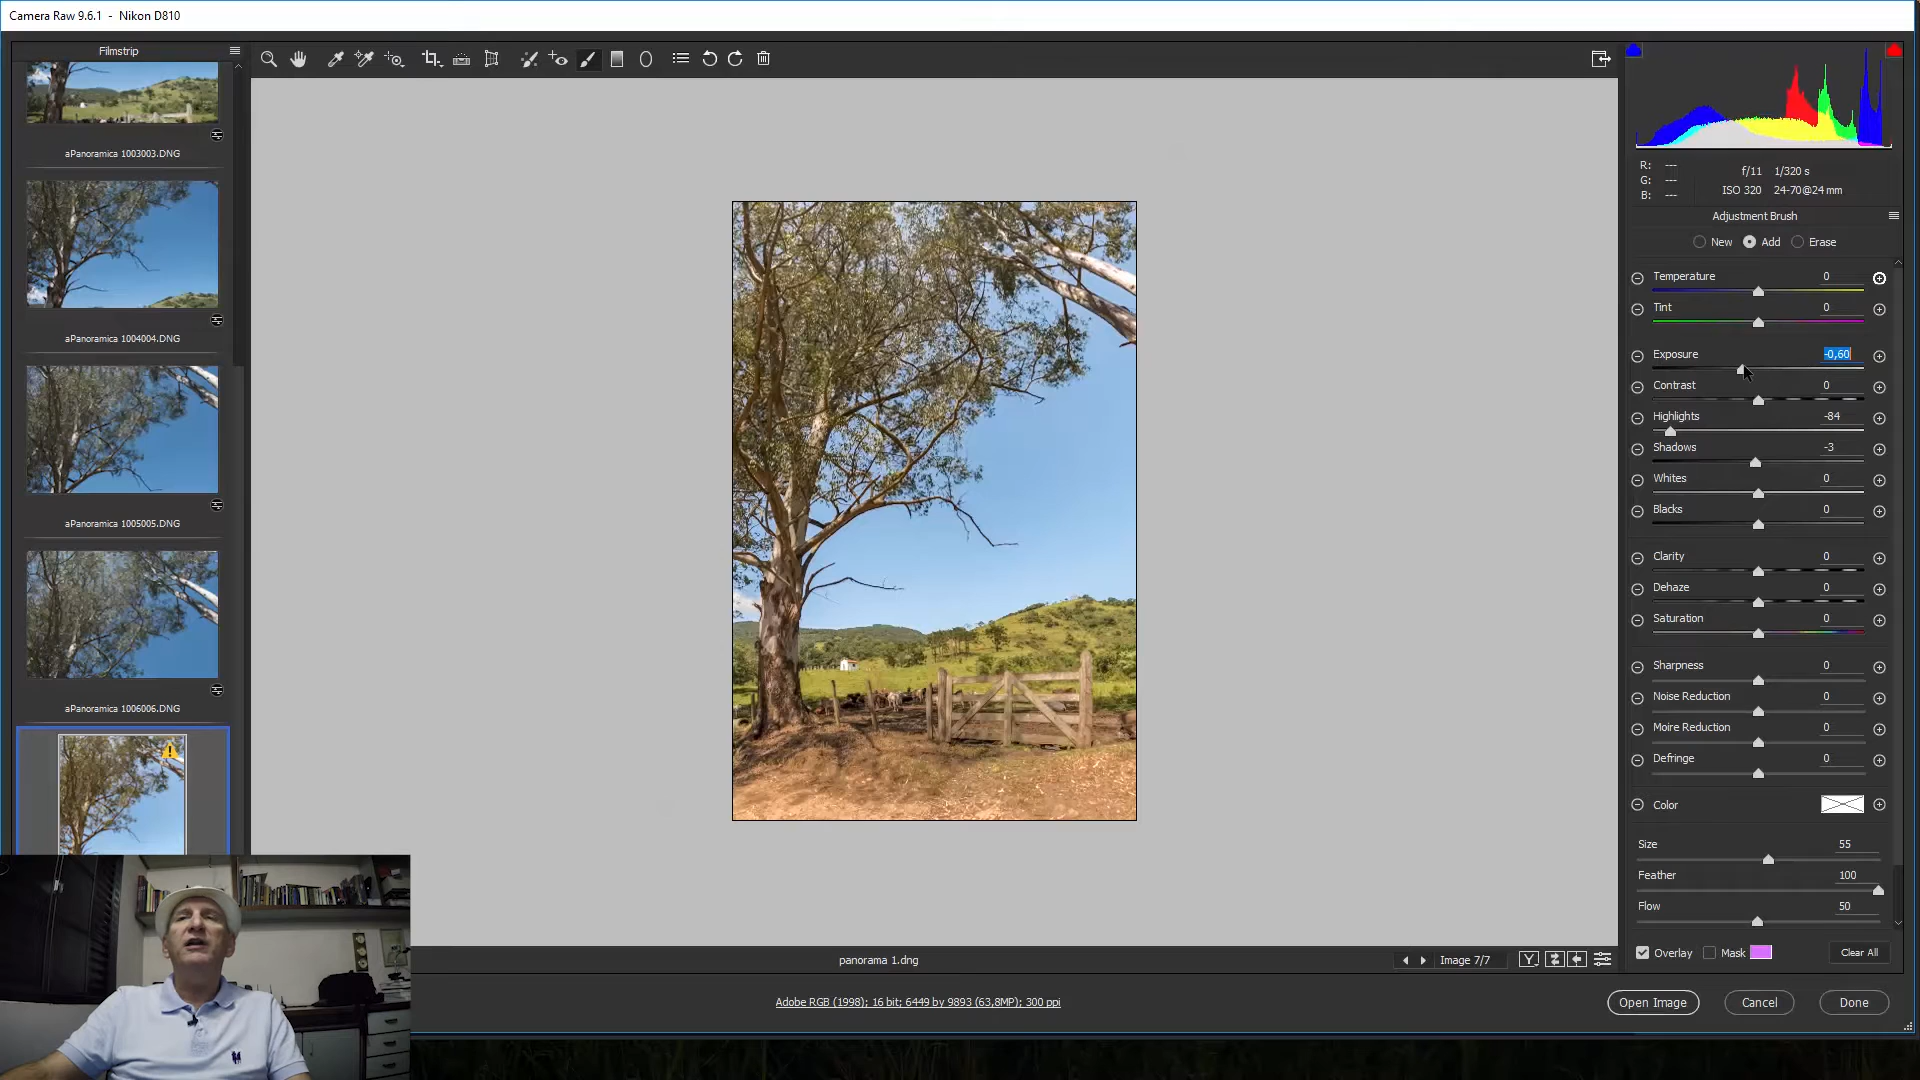 Camera Raw 9.6.1 - Nikon D810
Filmstrip
aPanoramica 1003003.DNG
aPanoramica 1004004.DNG
aPanoramica 1005005.DNG
aPanoramica 1006006.DNG
R: ---
G: ---
B: ---
f/11 1/320 s
ISO 320 24-70@24 mm
Adjustment Brush
New Add Erase
Temperature 0
Tint 0
Exposure -0,60
Contrast 0
Highlights -84
Shadows -3
Whites 0
Blacks 0
Clarity 0
Dehaze 0
Saturation 0
Sharpness 0
Noise Reduction 0
Moire Reduction 0
Defringe 0
Color
Size 55
Feather 100
Flow 50
Overlay Mask Clear All
panorama 1.dng
Image 7/7
Y
Adobe RGB (1998); 16 bit; 6449 by 9893 (63,8MP); 300 ppi
Open Image Cancel Done